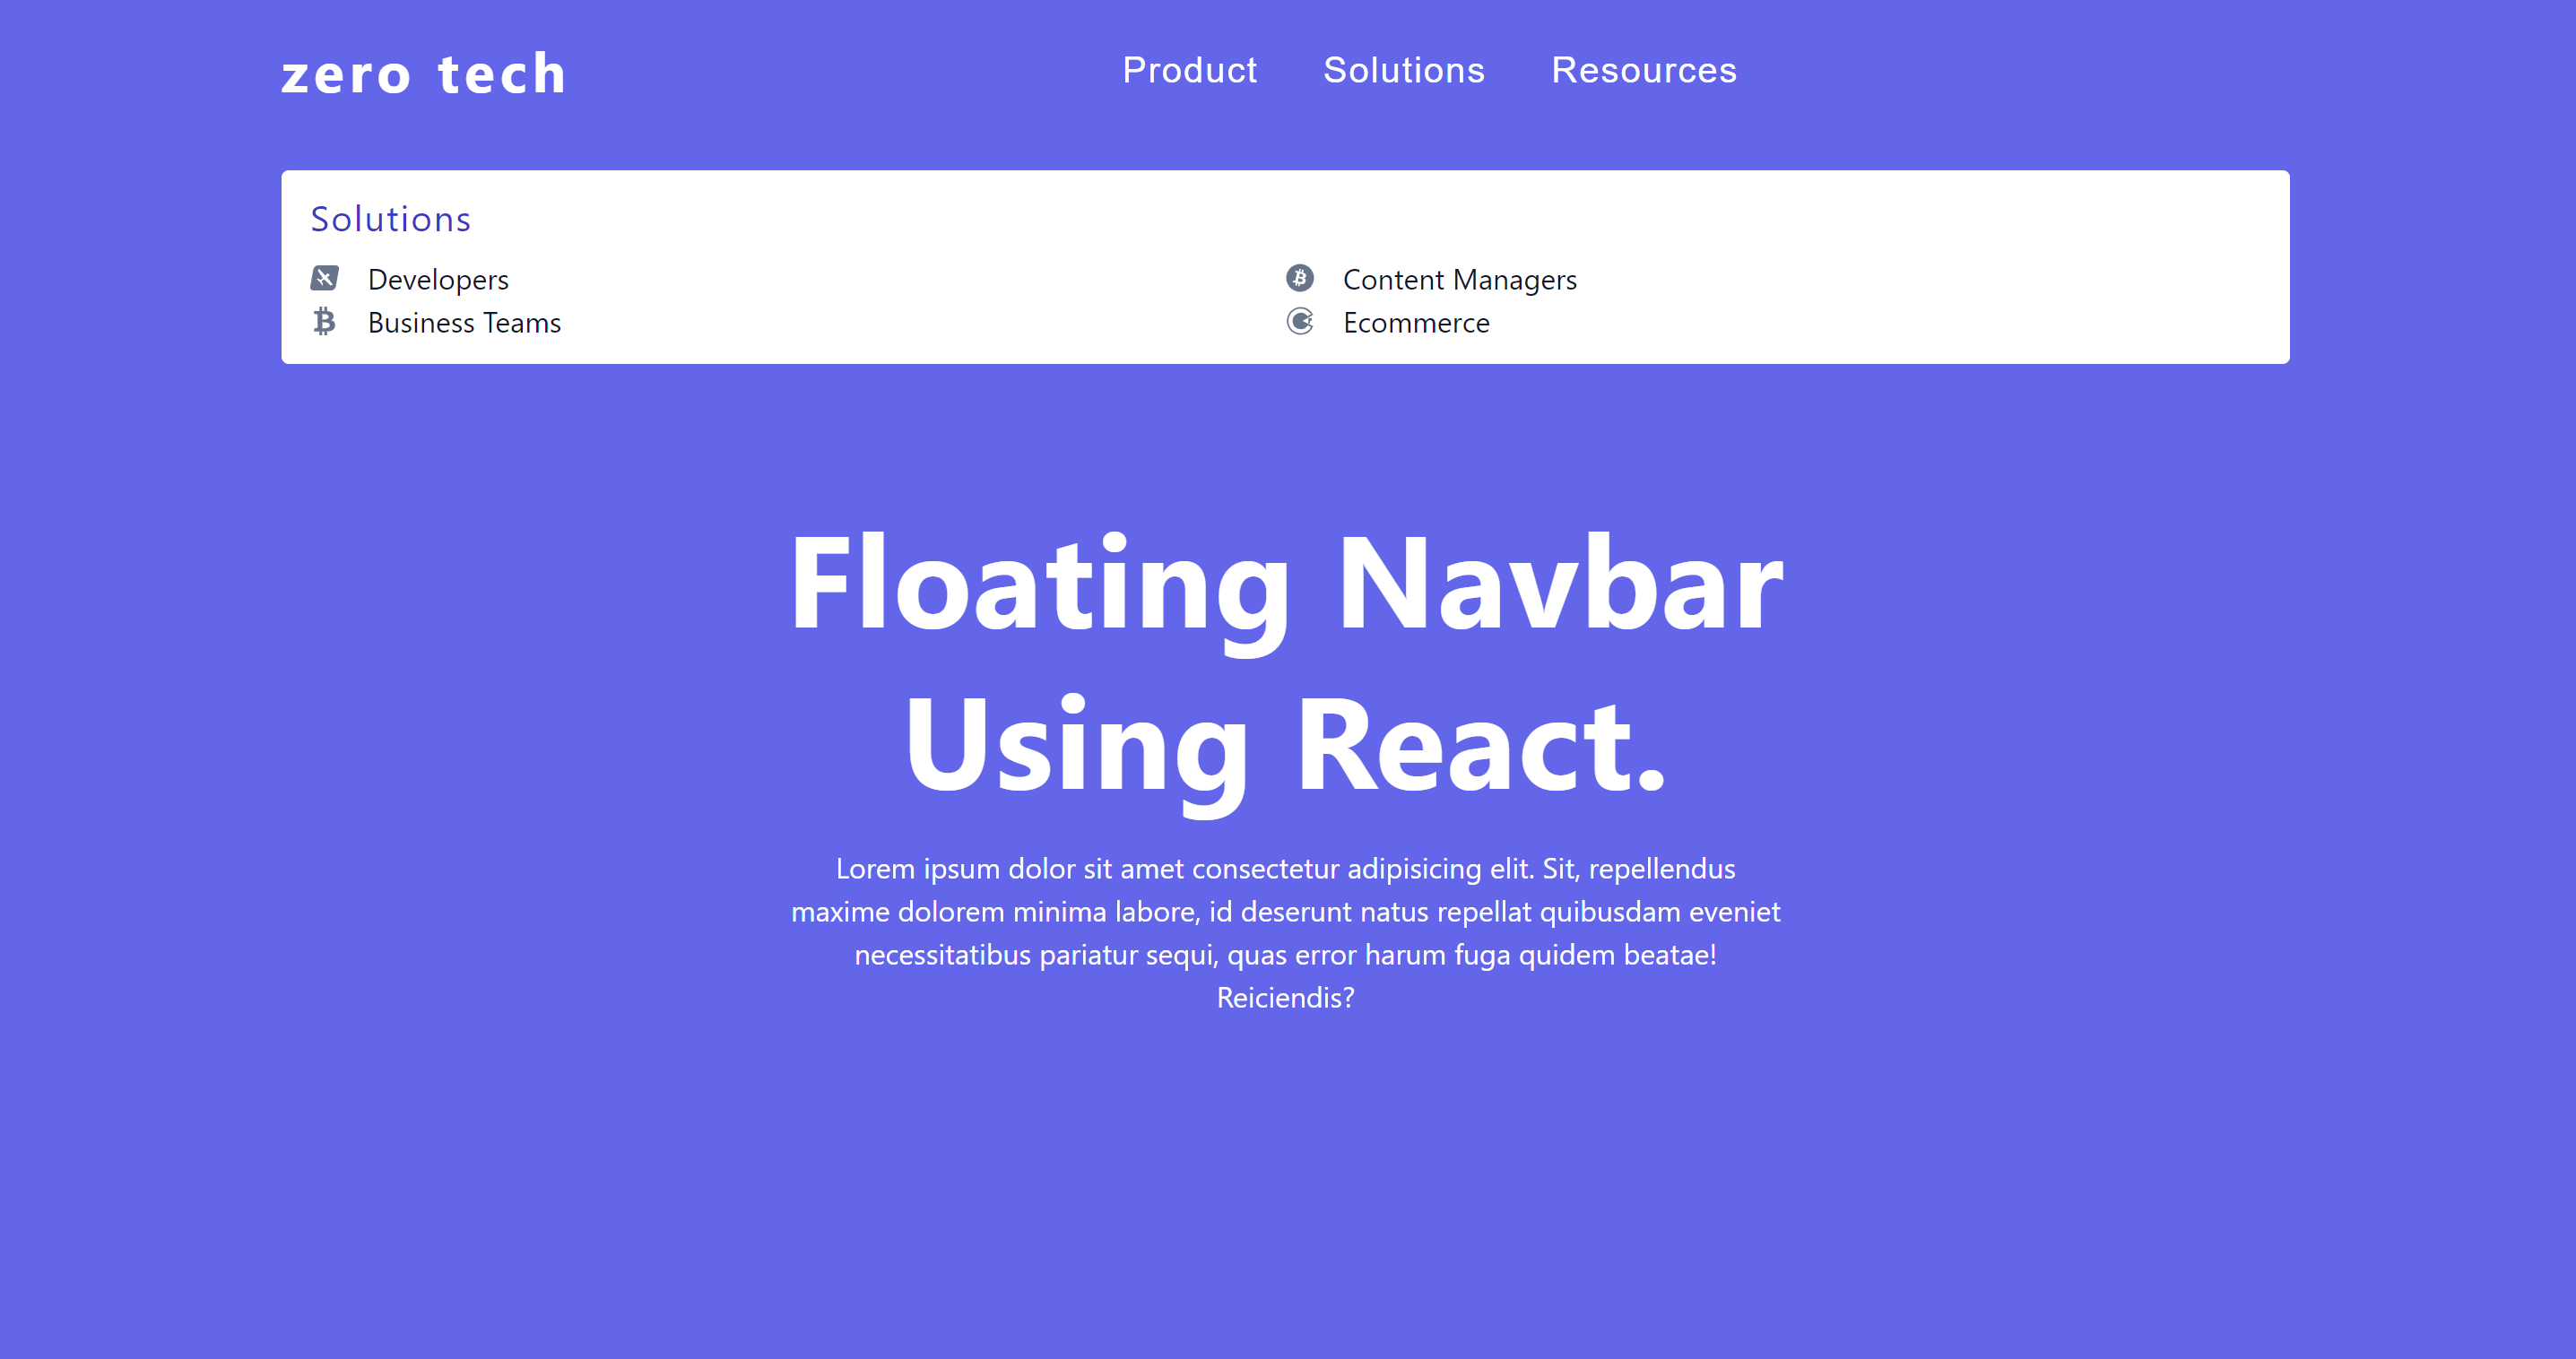 zero tech
Product Solutions Resources
Solutions
Developers Content Managers
Business Teams Ecommerce
Floating Navbar
Using React.
Lorem ipsum dolor sit amet consectetur adipisicing elit. Sit, repellendus
maxime dolorem minima labore, id deserunt natus repellat quibusdam eveniet
necessitatibus pariatur sequi, quas error harum fuga quidem beatae!
Reiciendis?